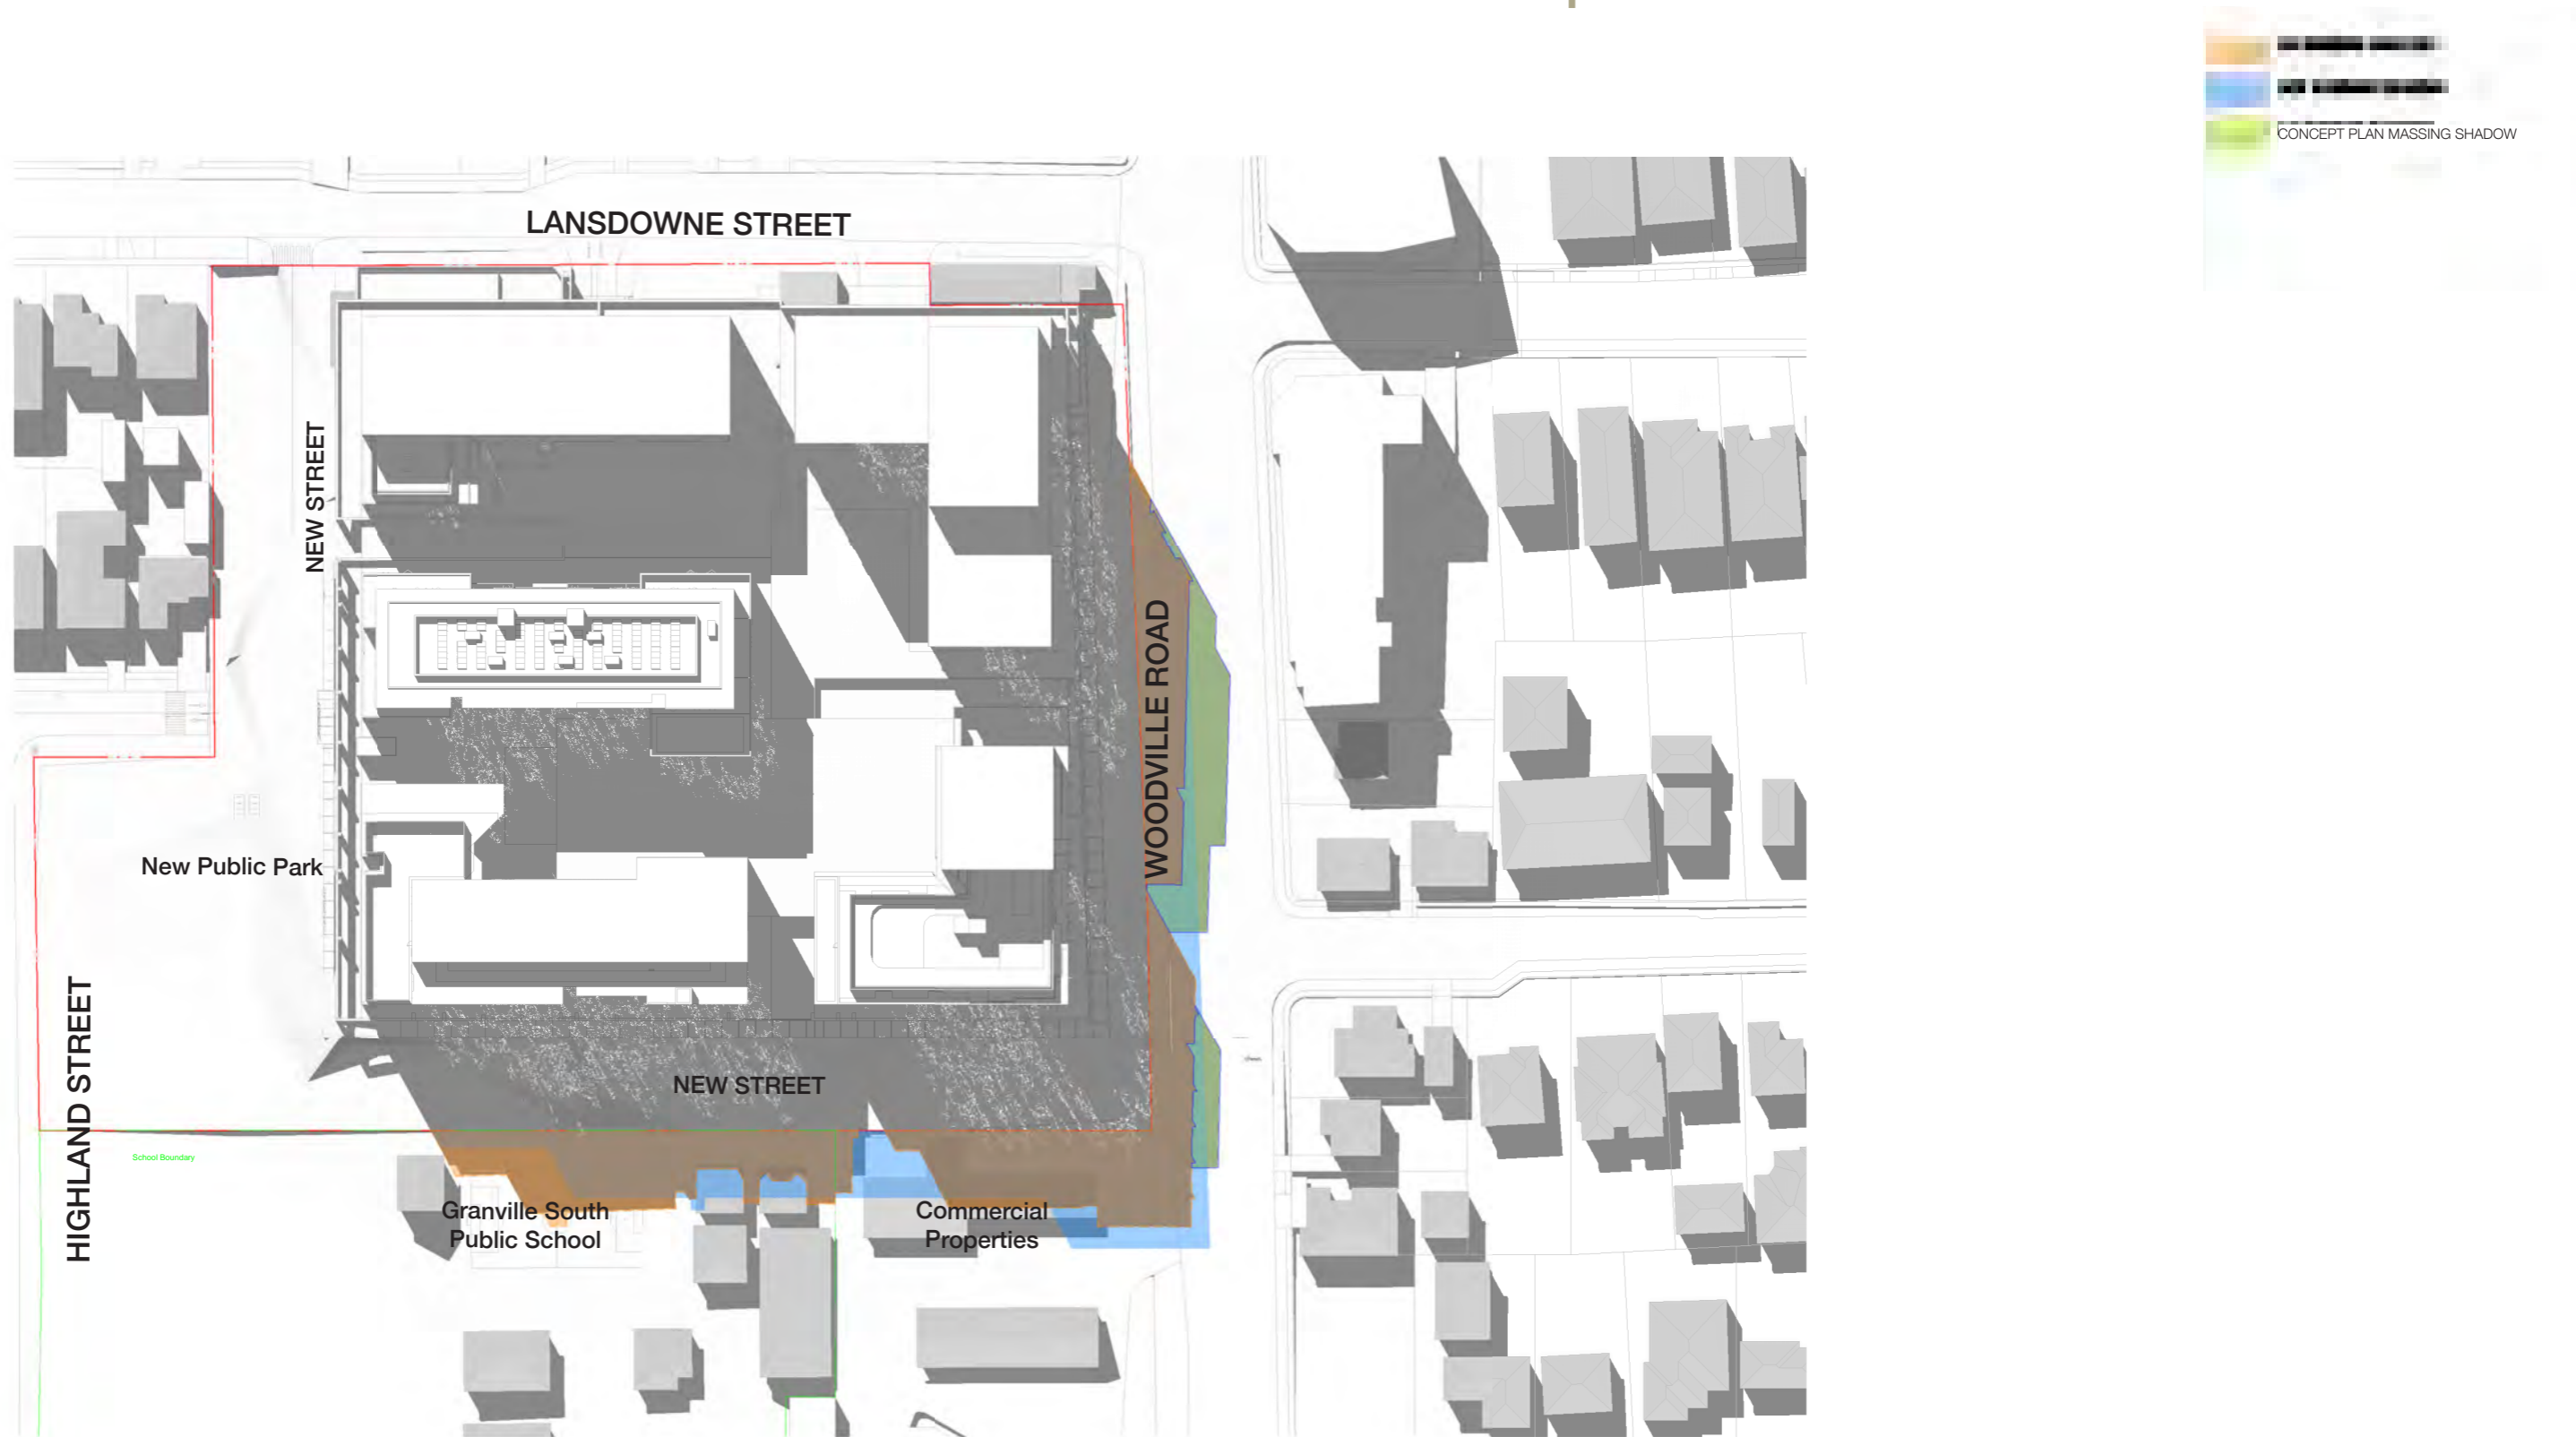 CONCEPT PLAN MASSING SHADOW
LANSDOWNE STREET
NEW STREET
WOODVILLE ROAD
New Public Park
HIGHLAND STREET
NEW STREET
School Boundary
Granville South
Public School
Commercial
Properties